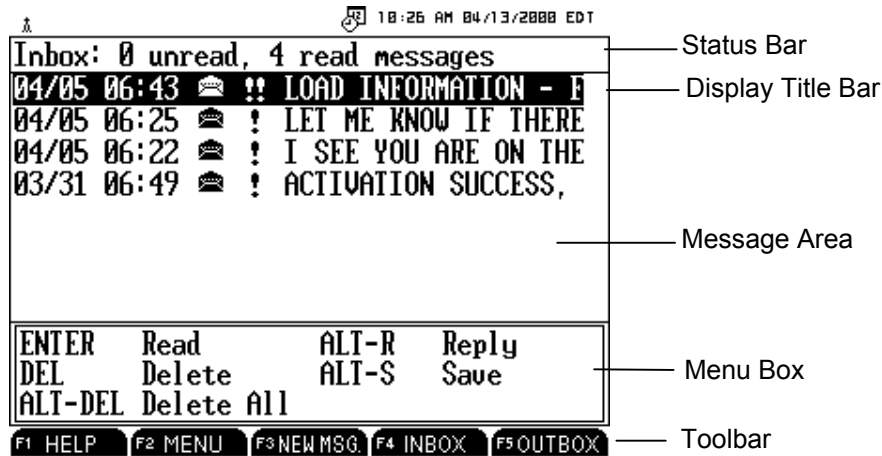 10:26 AM 04/13/2000 EDT
Inbox: 0 unread, 4 read messages
Status Bar
04/05 06:43 !! LOAD INFORMATION - F
Display Title Bar
04/05 06:25 ! LET ME KNOW IF THERE
04/05 06:22 ! I SEE YOU ARE ON THE
03/31 06:49 ! ACTIVATION SUCCESS,
Message Area
ENTER Read ALT-R Reply
DEL Delete ALT-S Save
ALT-DEL Delete All
Menu Box
F1 HELP F2 MENU F3 NEW MSG. F4 INBOX F5 OUTBOX
Toolbar